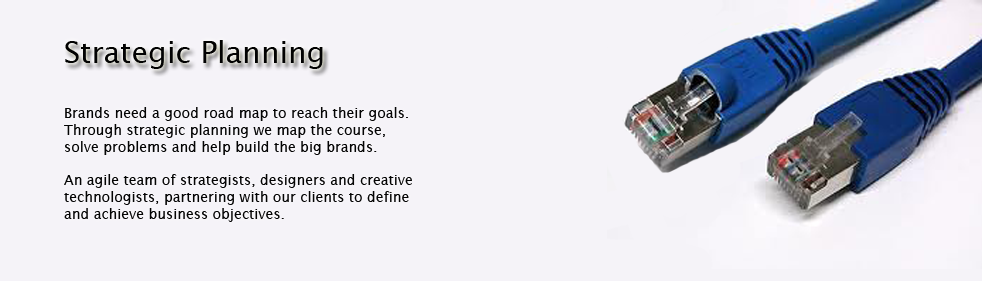 Strategic Planning
Brands need a good road map to reach their goals.
Through strategic planning we map the course,
solve problems and help build the big brands.
An agile team of strategists, designers and creative
technologists, partnering with our clients to define
and achieve business objectives.